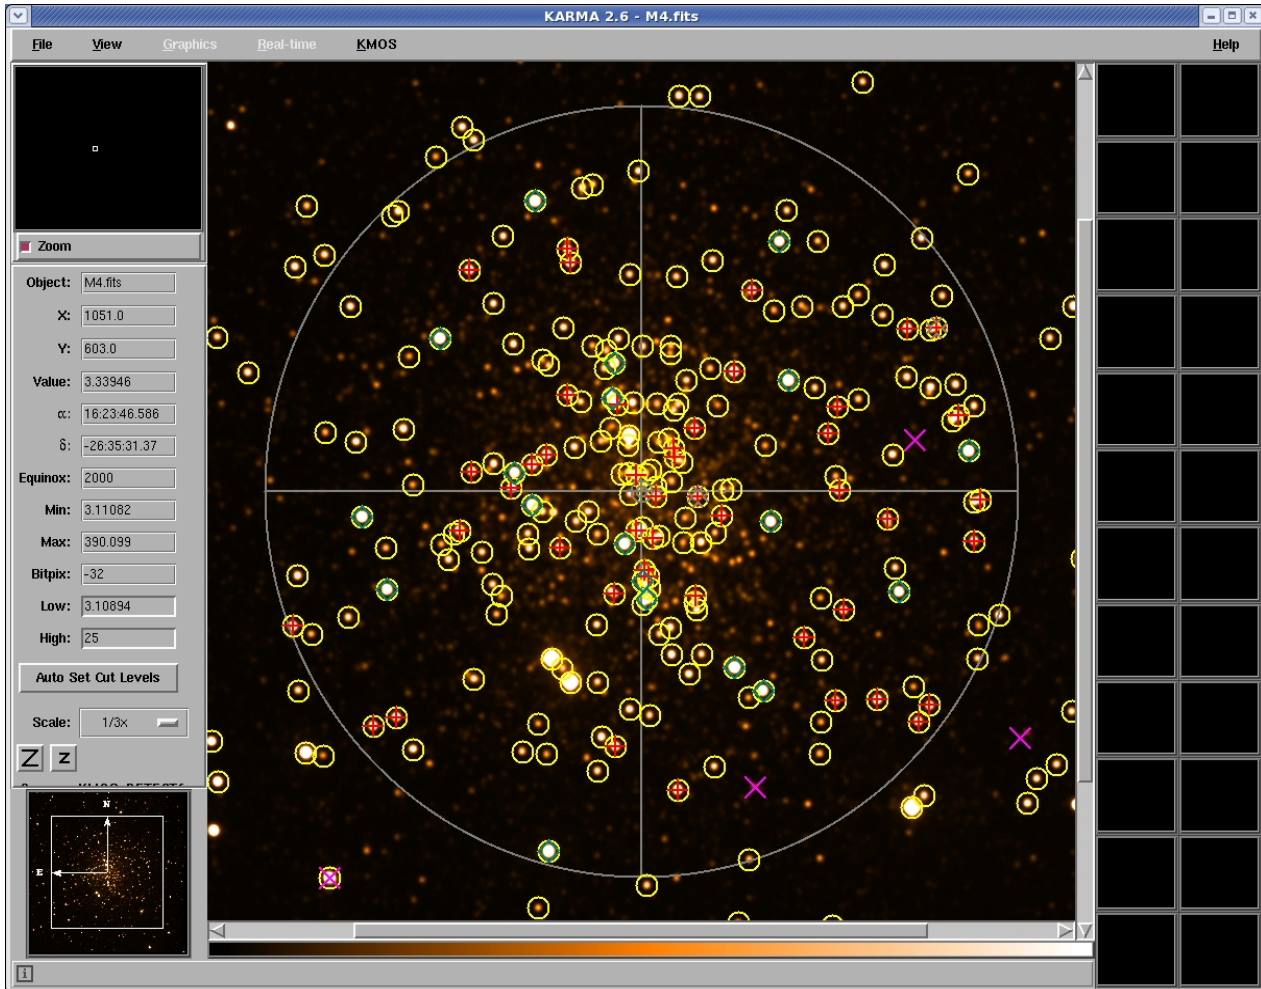 KARMA 2.6 - M4.fits
File View Graphics Real-time KMOS Help
Zoom
Object: M4.fits
X: 1051.0
Y: 603.0
Value: 3.33946
α: 16:23:46.586
δ: -26:35:31.37
Equinox: 2000
Min: 3.11082
Max: 390.099
Bitpix: -32
Low: 3.10894
High: 25
Auto Set Cut Levels
Scale: 1/3x
Z z
N
E
i